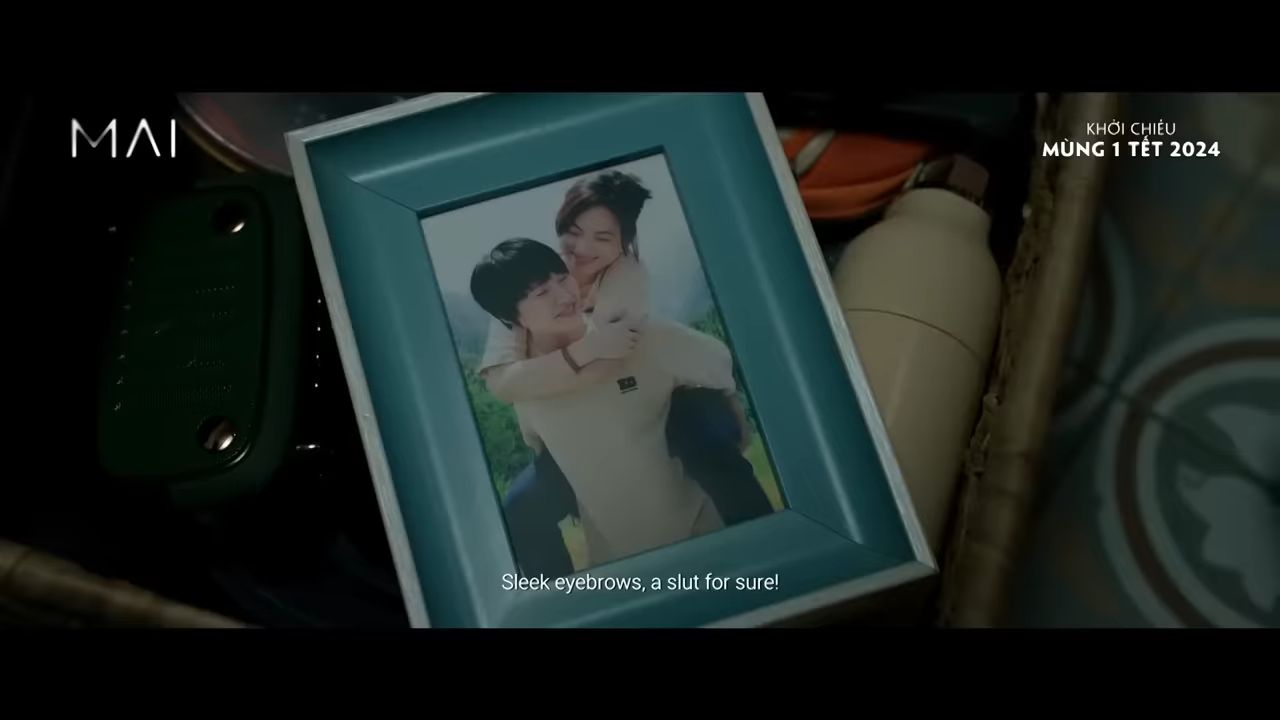 MAI
KHỞI CHIẾU
MÙNG 1 TẾT 2024
Sleek eyebrows, a slut for sure!